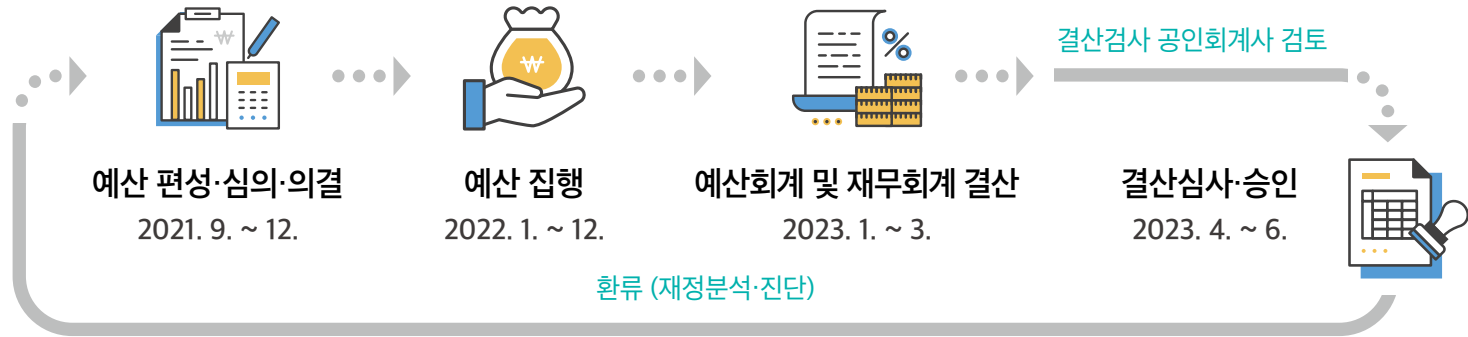 결산검사 공인회계사 검토
예산 편성·심의·의결
2021. 9. ~ 12.
예산 집행
2022. 1. ~ 12.
예산회계 및 재무회계 결산
2023. 1. ~ 3.
결산심사·승인
2023. 4. ~ 6.
환류 (재정분석·진단)